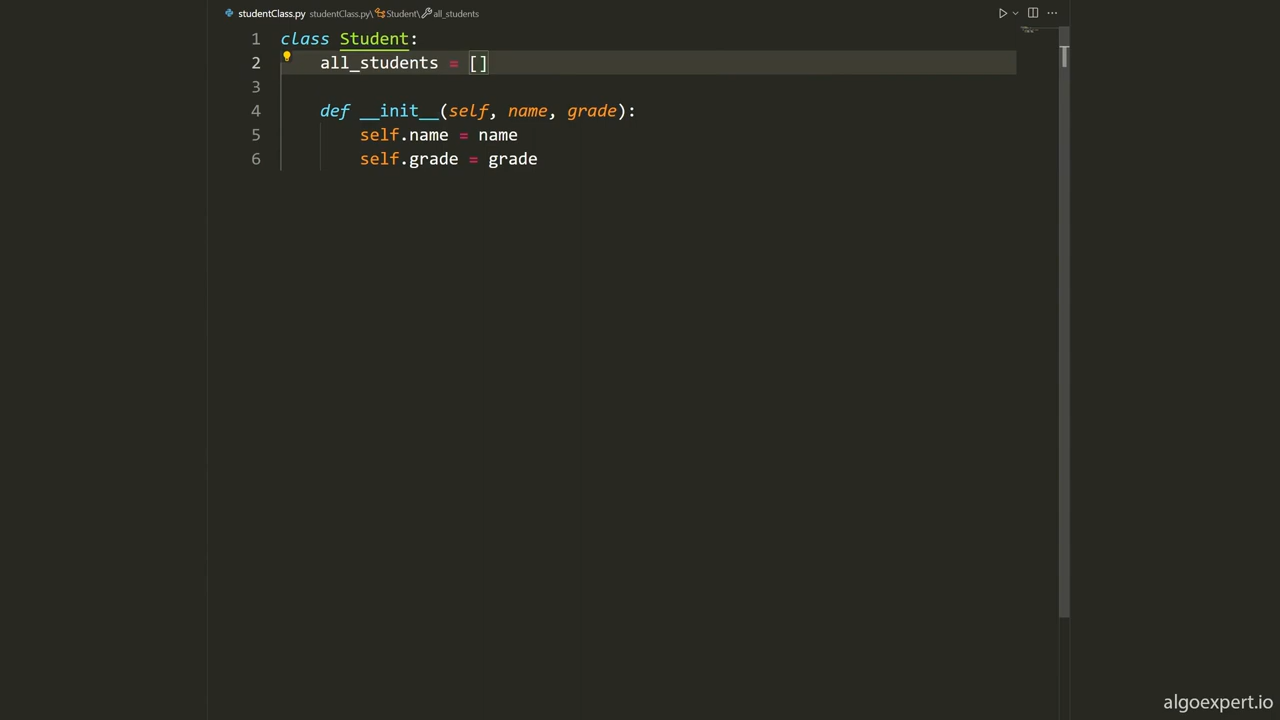 studentClass.py studentClass.py\Student\all_students
1 class Student:
2     all_students = []
3
4     def __init__(self, name, grade):
5         self.name = name
6         self.grade = grade
algoexpert.io